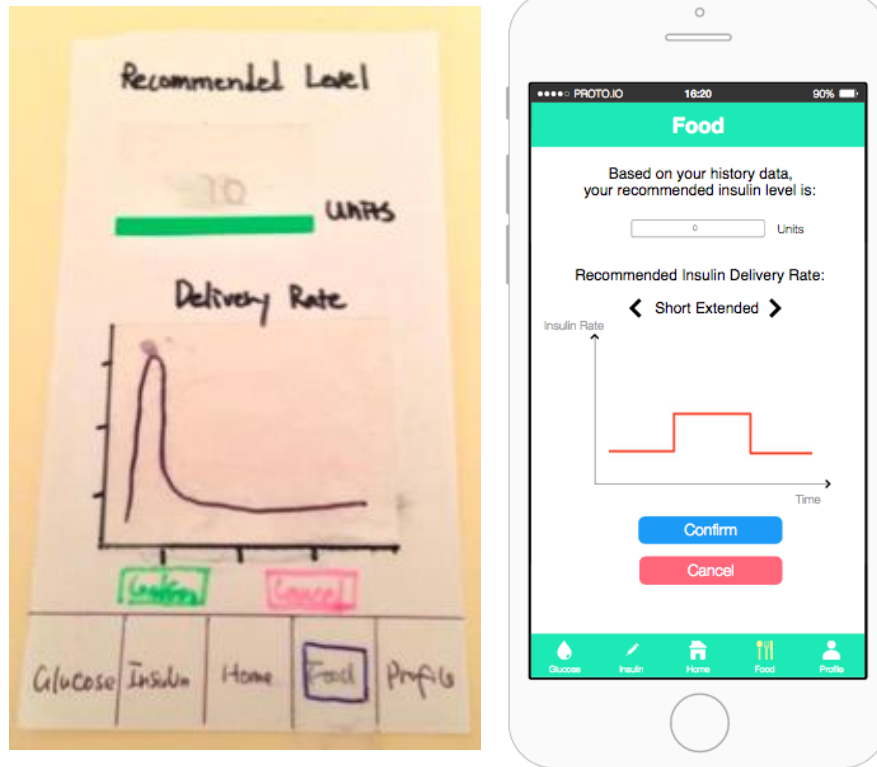 Recommended Level
Units
Delivery Rate
Confirm Cancel
Glucose Insulin Home Food Profile
PROTO.IO 16:20 90%
Food
Based on your history data,
your recommended insulin level is:
0 Units
Recommended Insulin Delivery Rate:
Short Extended
Insulin Rate
Time
Confirm
Cancel
Glucose Insulin Home Food Profile